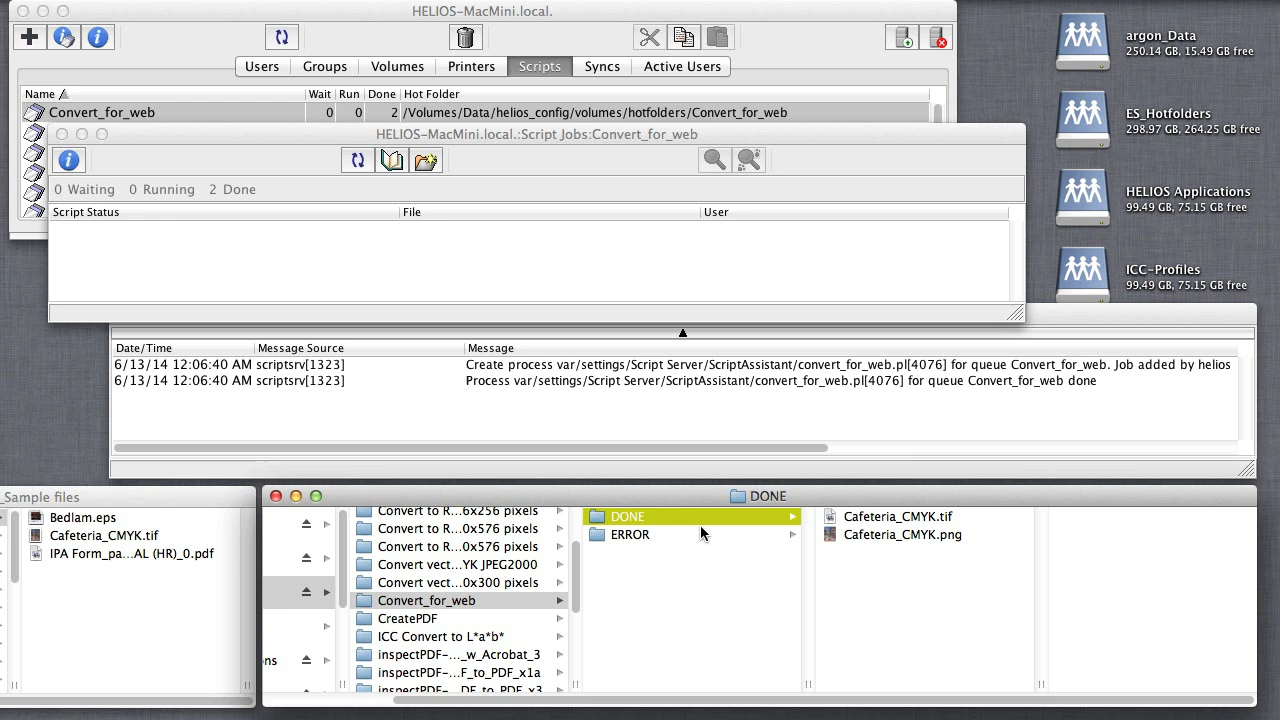 HELIOS-MacMini.local.
Users Groups Volumes Printers Scripts Syncs Active Users
Name Wait Run Done Hot Folder
Convert_for_web 0 0 2 /Volumes/Data/helios_config/volumes/hotfolders/Convert_for_web
HELIOS-MacMini.local.:Script Jobs:Convert_for_web
0 Waiting 0 Running 2 Done
Script Status File User
argon_Data
250.14 GB, 15.49 GB free
ES_Hotfolders
298.97 GB, 264.25 GB free
HELIOS Applications
99.49 GB, 75.15 GB free
ICC-Profiles
99.49 GB, 75.15 GB free
Date/Time Message Source Message
6/13/14 12:06:40 AM scriptsrv[1323] Create process var/settings/Script Server/ScriptAssistant/convert_for_web.pl[4076] for queue Convert_for_web. Job added by helios
6/13/14 12:06:40 AM scriptsrv[1323] Process var/settings/Script Server/ScriptAssistant/convert_for_web.pl[4076] for queue Convert_for_web done
_Sample files
Bedlam.eps
Cafeteria_CMYK.tif
IPA Form_pa...AL (HR)_0.pdf
DONE
ons
Convert to R...6x256 pixels
Convert to R...0x576 pixels
Convert to R...0x576 pixels
Convert vect...YK JPEG2000
Convert vect...0x300 pixels
Convert_for_web
CreatePDF
ICC Convert to L*a*b*
inspectPDF-..._w_Acrobat_3
inspectPDF-...F_to_PDF_x1a
inspectPDF-...DF_to_PDF_x3
DONE
ERROR
Cafeteria_CMYK.tif
Cafeteria_CMYK.png